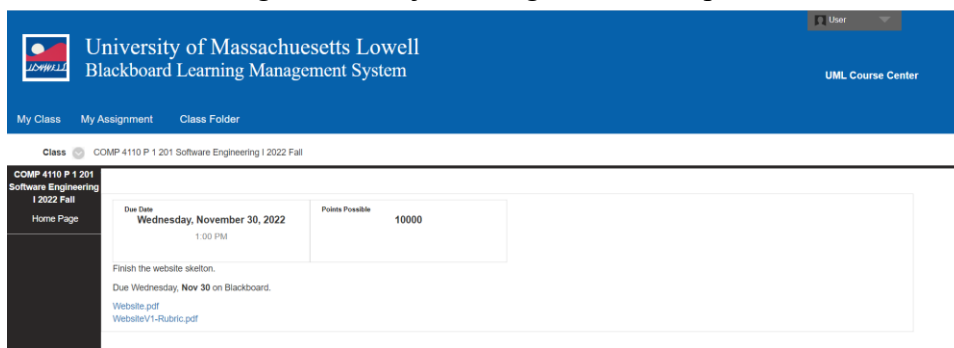 User
University of Massachuesetts Lowell
Blackboard Learning Management System
UML Course Center
My Class My Assignment Class Folder
Class COMP 4110 P 1 201 Software Engineering I 2022 Fall
COMP 4110 P 1 201
Software Engineering
I 2022 Fall
Home Page
Due Date
Wednesday, November 30, 2022
1:00 PM
Points Possible
10000
Finish the website skelton.
Due Wednesday, Nov 30 on Blackboard.
Website.pdf
WebsiteV1-Rubric.pdf